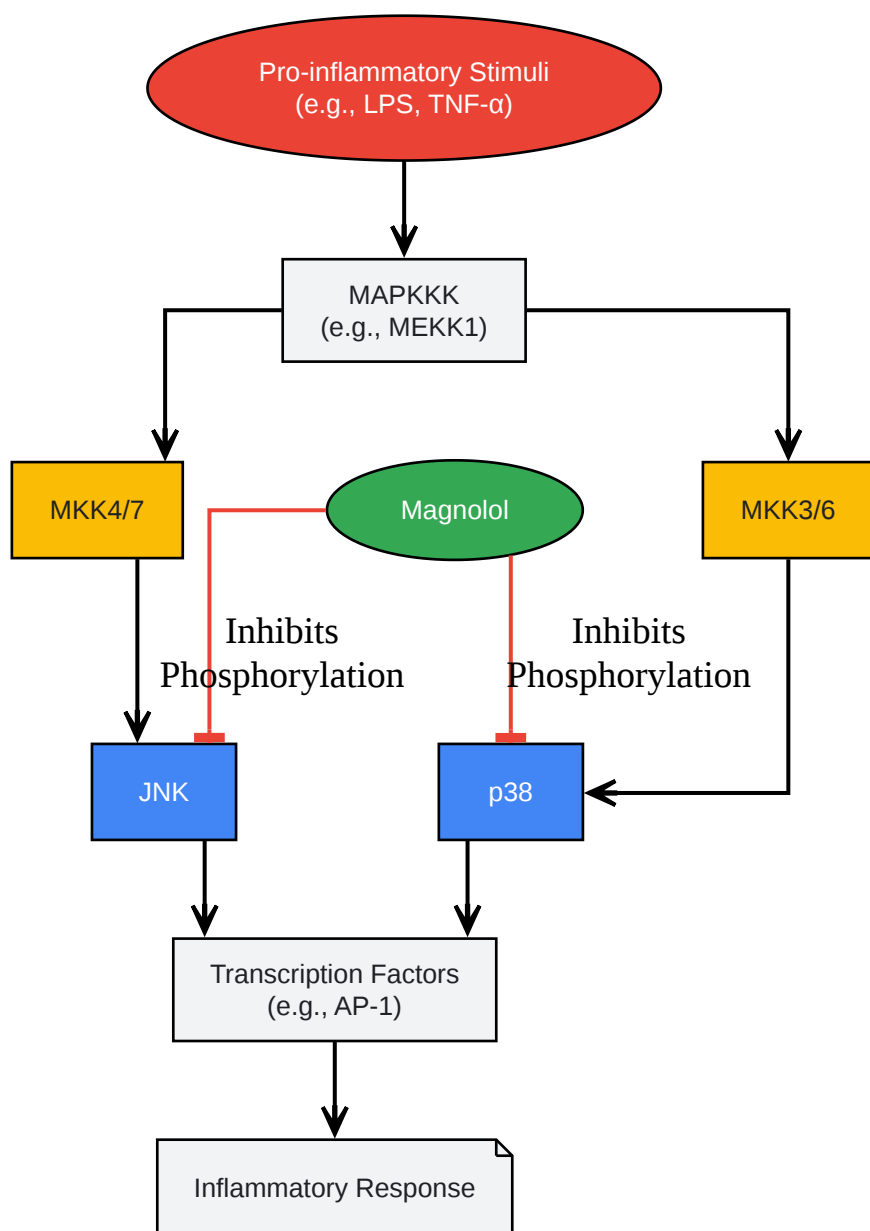 Pro-inflammatory Stimuli
(e.g., LPS, TNF-α)
MAPKKK
(e.g., MEKK1)
MKK4/7
Magnolol
MKK3/6
Inhibits
Phosphorylation
Inhibits
Phosphorylation
JNK
p38
Transcription Factors
(e.g., AP-1)
Inflammatory Response